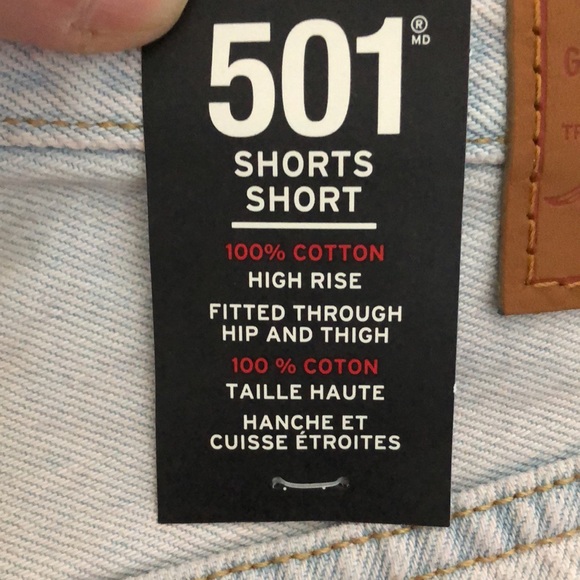 501® MD
SHORTS
SHORT
100% COTTON
HIGH RISE
FITTED THROUGH
HIP AND THIGH
100 % COTON
TAILLE HAUTE
HANCHE ET
CUISSE ÉTROITES